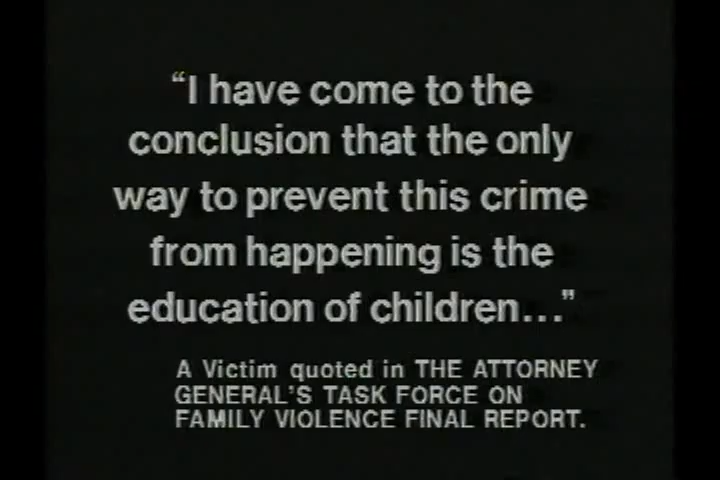 “I have come to the
conclusion that the only
way to prevent this crime
from happening is the
education of children...”
A Victim quoted in THE ATTORNEY
GENERAL'S TASK FORCE ON
FAMILY VIOLENCE FINAL REPORT.